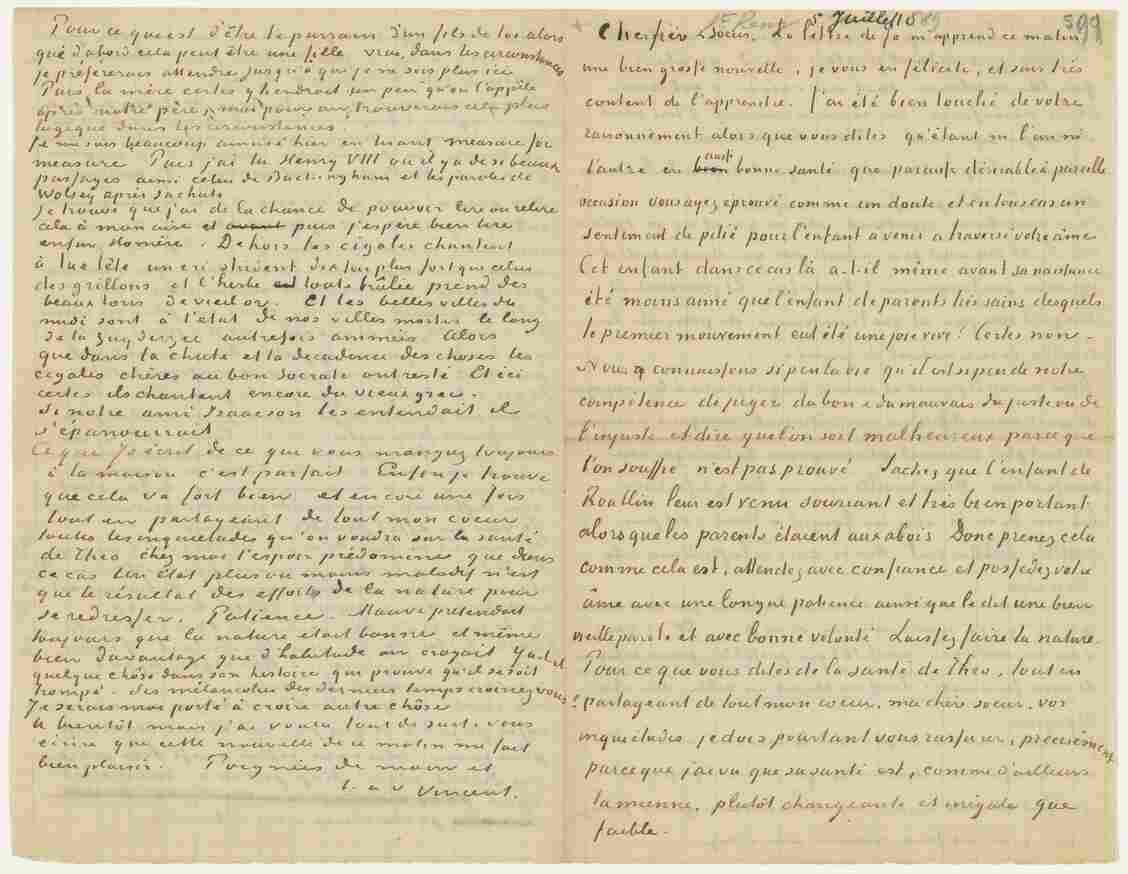 St Remy 5 Juillet 1889
599
Cher frère & soeur, La lettre de Jo m'apprend ce matin
une bien grosse nouvelle, je vous en félicite, et suis très
content de l'apprendre. J'ai été bien touché de votre
raisonnement alors que vous dites qu'étant ni l'un ni
l'autre en bien aussi bonne santé que paraisse désirable à pareille
occasion vous ayez éprouvé comme un doute et en tous cas un
sentiment de pitié pour l'enfant à venir a traversé votre âme
Cet enfant dans ce cas là a-t-il même avant sa naissance
été moins aimé que l'enfant de parents très sains desquels
le premier mouvement eut été une joie vive? Certes non –
Nous connaissons si peu la vie qu'il est si peu de notre
compétence de juger du bon & du mauvais du juste ou de
l'injuste et dire que l'on soit malheureux parce que
l'on souffre n'est pas prouvé Sachez que l'enfant de
Roullin leur est venu souriant et très bien portant
alors que les parents étaient aux abois Donc prenez cela
comme cela est, attendez avec confiance et possédez votre
âme avec une longue patience ainsi que le dit une bien
vieille parole et avec bonne volonté Laissez faire la nature.
Pour ce que vous dites de la santé de Theo, tout en
partageant de tout mon coeur, ma chère soeur, vos
inquietudes je dois pourtant vous rassurer, précisément
parceque j'ai vu que sa santé est, comme d'ailleurs
la mienne, plutôt changeante et inégale que
faible.
Pour ce qui est d'être le parrain d'un fils de toi alors
que d'abord cela peut être une fille vrai, dans les circonstances
je préférerais attendre jusqu'à que je ne sois plus ici
Puis la mère certes y tiendrait un peu qu'on l'appelle
après notre père, moi pour un trouverais cela plus
logique dans les circonstances.
Je me suis beaucoup amusé hier en lisant measure for
measure Puis j'ai lu Henry VIII où il y a de si beaux
passages ainsi celui de Buckingham et les paroles de
Wolsey après sa chute
Je trouve que j'ai de la chance de pouvoir lire ou relire
cela à mon aise et avant puis j'espère bien lire
enfin Homère. Dehors les cigales chantent
à tue tête un cri strident dix fois plus fort que celui
des grillons et l'herbe toute brûlée prend des
beaux tons de vieil or. Et les belles villes du
midi sont à l'état de nos villes mortes le long
de la Zuyderzee autrefois animées Alors
que dans la chute et la décadence des choses les
cigales chères au bon Socrate ont resté Et ici
certes ils chantent encore du vieux grec.
Si notre ami Isaäcson les entendait il
s'épanouirait
Ce que Jo écrit de ce que vous mangez toujours
à la maison c'est parfait Enfin je trouve
que cela va fort bien et encore une fois
tout en partageant de tout mon coeur
toutes les inquietudes qu'on voudra sur la santé
de Theo chez moi l'espoir prédomine que dans
ce cas un état plus ou moins maladif n'est
que le résultat des efforts de la nature pour
se redresser. Patience. Mauve prétendait
toujours que la nature était bonne et même
bien davantage que d'habitude on croyait Y a t il
quelque chose dans son histoire qui prouve qu'il se soit
trompé – Ses mélancolies des derniers temps croiriez vous?
Je serais moi porté à croire autre chose
à bientôt mais j'ai voulu tout de suite vous
écrire que cette nouvelle de ce matin me fait
bien plaisir. Poignées de main et
t. à v Vincent.